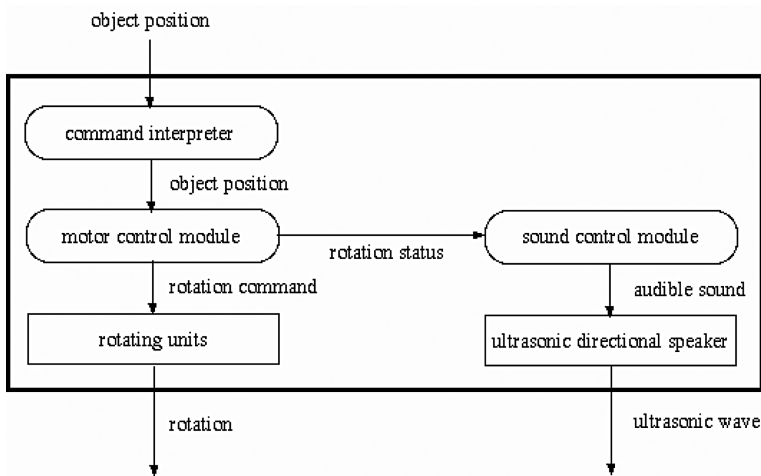 object position
command interpreter
object position
motor control module
rotation status
sound control module
rotation command
audible sound
rotating units
ultrasonic directional speaker
rotation
ultrasonic wave